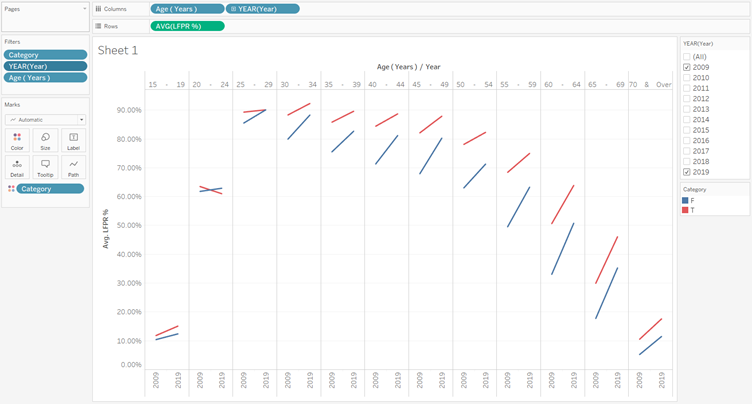 Pages
Columns Age ( Years ) YEAR(Year)
Rows AVG(LFPR %)
Filters
Category
YEAR(Year)
Age ( Years )
Marks
Automatic
Color Size Label
Detail Tooltip Path
Category
Sheet 1
Age ( Years ) / Year
15 - 19 20 - 24 25 - 29 30 - 34 35 - 39 40 - 44 45 - 49 50 - 54 55 - 59 60 - 64 65 - 69 70 & Over
Avg. LFPR %
90.00%
80.00%
70.00%
60.00%
50.00%
40.00%
30.00%
20.00%
10.00%
0.00%
2009 2019 2009 2019 2009 2019 2009 2019 2009 2019 2009 2019 2009 2019 2009 2019 2009 2019 2009 2019 2009 2019 2009 2019
YEAR(Year)
(All)
2009
2010
2011
2012
2013
2014
2015
2016
2017
2018
2019
Category
F
T